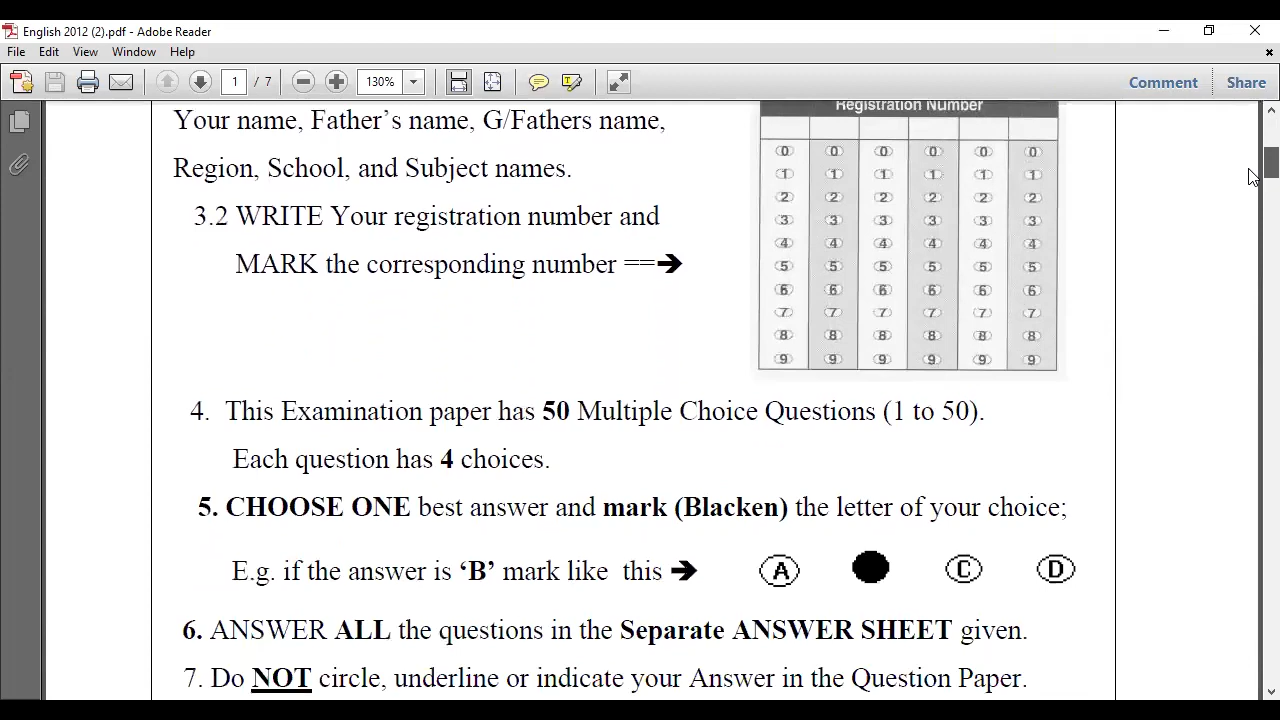 English 2012 (2).pdf - Adobe Reader
File Edit View Window Help
1 / 7 130% Comment Share
Your name, Father’s name, G/Fathers name,
Region, School, and Subject names.
3.2 WRITE Your registration number and
MARK the corresponding number ==➔
Registration Number
0 0 0 0 0 0
1 1 1 1 1 1
2 2 2 2 2 2
3 3 3 3 3 3
4 4 4 4 4 4
5 5 5 5 5 5
6 6 6 6 6 6
7 7 7 7 7 7
8 8 8 8 8 8
9 9 9 9 9 9
4. This Examination paper has 50 Multiple Choice Questions (1 to 50).
Each question has 4 choices.
5. CHOOSE ONE best answer and mark (Blacken) the letter of your choice;
E.g. if the answer is ‘B’ mark like this ➔ A C D
6. ANSWER ALL the questions in the Separate ANSWER SHEET given.
7. Do NOT circle, underline or indicate your Answer in the Question Paper.